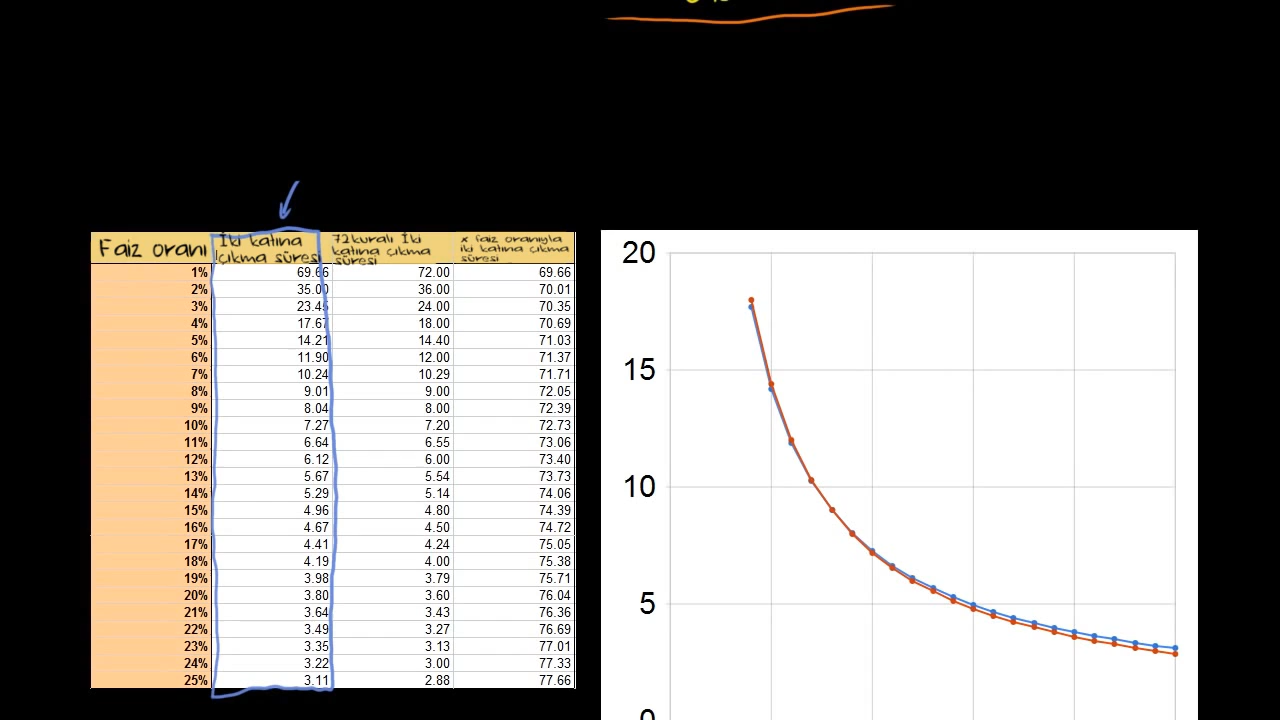 Faiz oranı
İki katına
çıkma süresi
72 kuralı İki
katına çıkma
süresi
x faiz oranıyla
iki katına çıkma
süresi
1% 69.66 72.00 69.66
2% 35.00 36.00 70.01
3% 23.45 24.00 70.35
4% 17.67 18.00 70.69
5% 14.21 14.40 71.03
6% 11.90 12.00 71.37
7% 10.24 10.29 71.71
8% 9.01 9.00 72.05
9% 8.04 8.00 72.39
10% 7.27 7.20 72.73
11% 6.64 6.55 73.06
12% 6.12 6.00 73.40
13% 5.67 5.54 73.73
14% 5.29 5.14 74.06
15% 4.96 4.80 74.39
16% 4.67 4.50 74.72
17% 4.41 4.24 75.05
18% 4.19 4.00 75.38
19% 3.98 3.79 75.71
20% 3.80 3.60 76.04
21% 3.64 3.43 76.36
22% 3.49 3.27 76.69
23% 3.35 3.13 77.01
24% 3.22 3.00 77.33
25% 3.11 2.88 77.66
20
15
10
5
0